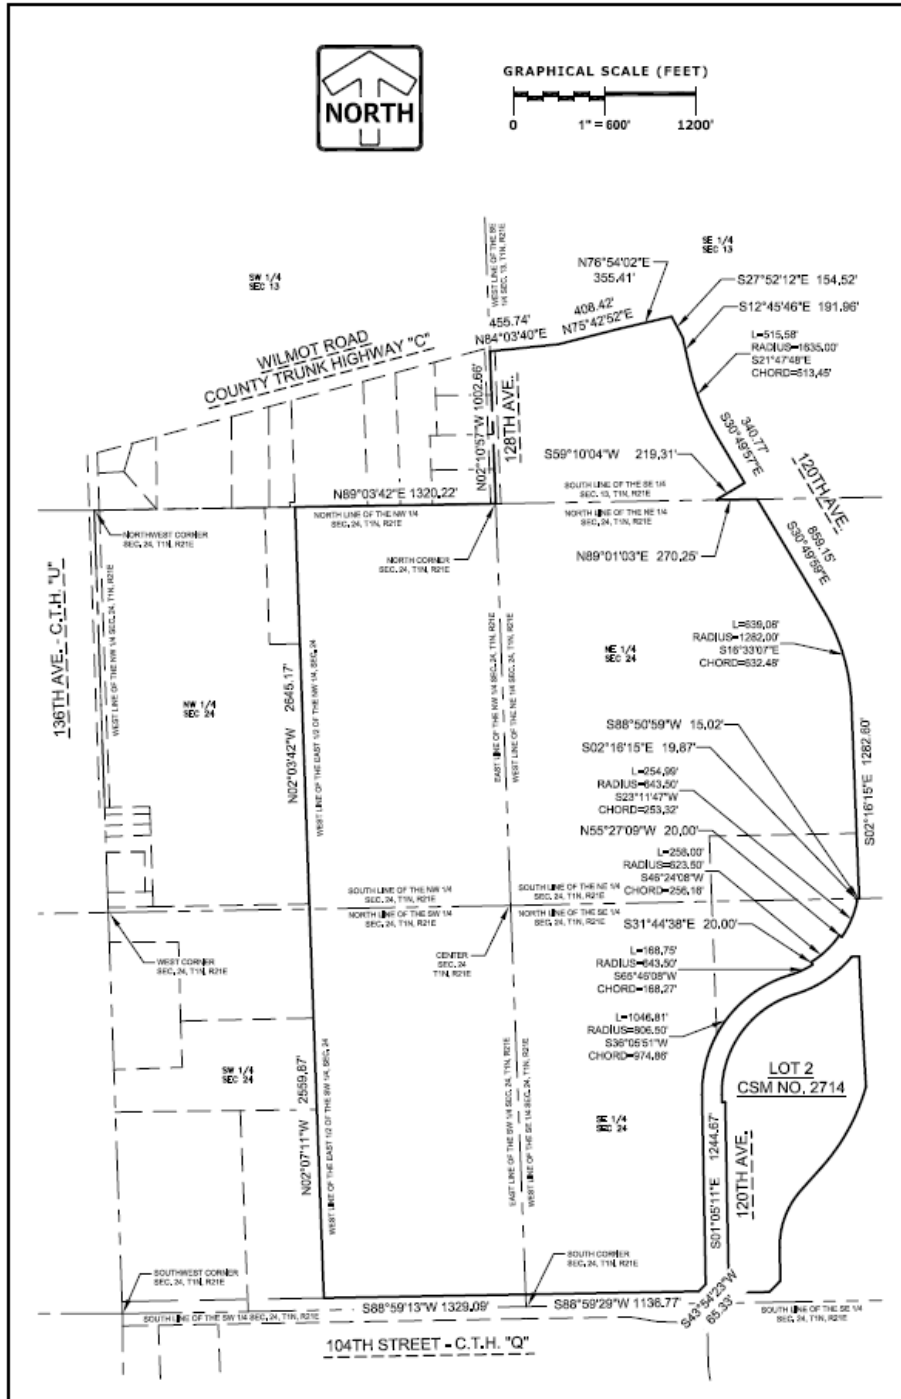 NORTH
GRAPHICAL SCALE (FEET)
0 1" = 600' 1200'
WEST LINE OF THE SE
1/4 SEC. 13, T1N, R21E
SE 1/4
SEC 13
SW 1/4
SEC 13
N76°54'02"E
355.41'
S27°52'12"E 154.52'
S12°45'46"E 191.96'
408.42'
N75°42'52"E
455.74'
N84°03'40"E
WILMOT ROAD
COUNTY TRUNK HIGHWAY "C"
L=515.58'
RADIUS=1635.00'
S21°47'48"E
CHORD=513.45'
N02°10'57"W 1002.66'
128TH AVE.
340.77'
S30°49'57"E
S59°10'04"W 219.31'
120TH AVE.
SOUTH LINE OF THE SE 1/4
SEC. 13, T1N, R21E
N89°03'42"E 1320.22'
NORTH LINE OF THE NW 1/4
SEC. 24, T1N, R21E
NORTH LINE OF THE NE 1/4
SEC. 24, T1N, R21E
NORTHWEST CORNER
SEC. 24, T1N, R21E
NORTH CORNER
SEC. 24, T1N, R21E
N89°01'03"E 270.25'
859.15'
S30°49'59"E
136TH AVE. - C.T.H. "U"
WEST LINE OF THE NW 1/4 SEC. 24, T1N, R21E
L=639.08'
RADIUS=1282.00'
S16°33'07"E
CHORD=632.48'
NE 1/4
SEC 24
NW 1/4
SEC 24
N02°03'42"W 2645.17'
WEST LINE OF THE EAST 1/2 OF THE NW 1/4, SEC. 24
EAST LINE OF THE NW 1/4 SEC. 24, T1N, R21E
WEST LINE OF THE NE 1/4 SEC. 24, T1N, R21E
S88°50'59"W 15.02'
S02°16'15"E 19.87'
S02°16'15"E 1282.60'
L=254.99'
RADIUS=643.50'
S23°11'47"W
CHORD=253.32'
N55°27'09"W 20.00'
L=258.00'
RADIUS=623.50'
S46°24'08"W
CHORD=256.16'
SOUTH LINE OF THE NW 1/4
SEC. 24, T1N, R21E
SOUTH LINE OF THE NE 1/4
SEC. 24, T1N, R21E
NORTH LINE OF THE SW 1/4
SEC. 24, T1N, R21E
NORTH LINE OF THE SE 1/4
SEC. 24, T1N, R21E
S31°44'38"E 20.00'
WEST CORNER
SEC. 24, T1N, R21E
CENTER
SEC. 24
T1N, R21E
L=168.75'
RADIUS=643.50'
S65°46'08"W
CHORD=168.27'
L=1046.81'
RADIUS=806.50'
S36°05'51"W
CHORD=974.86'
SW 1/4
SEC 24
N02°07'11"W 2559.87'
WEST LINE OF THE EAST 1/2 OF THE SW 1/4, SEC. 24
EAST LINE OF THE SW 1/4 SEC. 24, T1N, R21E
WEST LINE OF THE SE 1/4 SEC. 24, T1N, R21E
SE 1/4
SEC 24
LOT 2
CSM NO. 2714
S01°05'11"E 1244.67'
120TH AVE.
SOUTHWEST CORNER
SEC. 24, T1N, R21E
SOUTH CORNER
SEC. 24, T1N, R21E
S88°59'13"W 1329.09'
S88°59'29"W 1136.77'
S43°54'23"W
65.33'
SOUTH LINE OF THE SW 1/4 SEC. 24, T1N, R21E
SOUTH LINE OF THE SE 1/4
SEC. 24, T1N, R21E
104TH STREET - C.T.H. "Q"